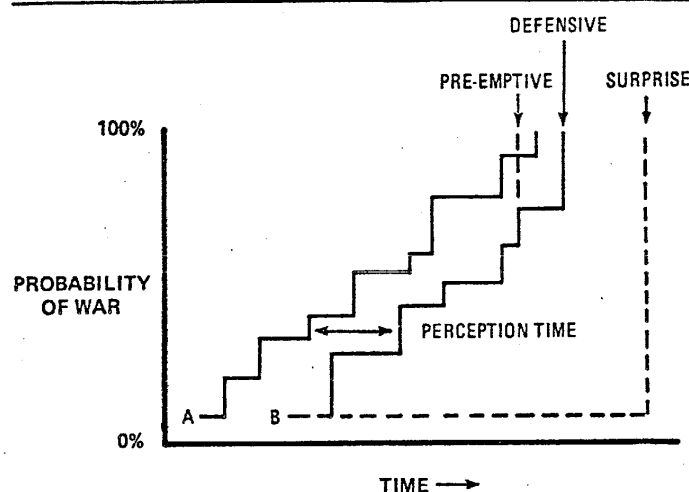 DEFENSIVE
PRE-EMPTIVE
SURPRISE
100%
PROBABILITY
OF WAR
PERCEPTION TIME
A
B
0%
TIME